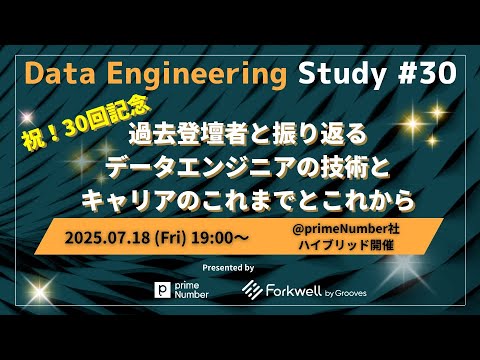 Data Engineering Study #30
祝！30回記念
過去登壇者と振り返る
データエンジニアの技術と
キャリアのこれまでとこれから
2025.07.18 (Fri) 19:00〜
@primeNumber社
ハイブリッド開催
Presented by
prime
Number
Forkwell by Grooves